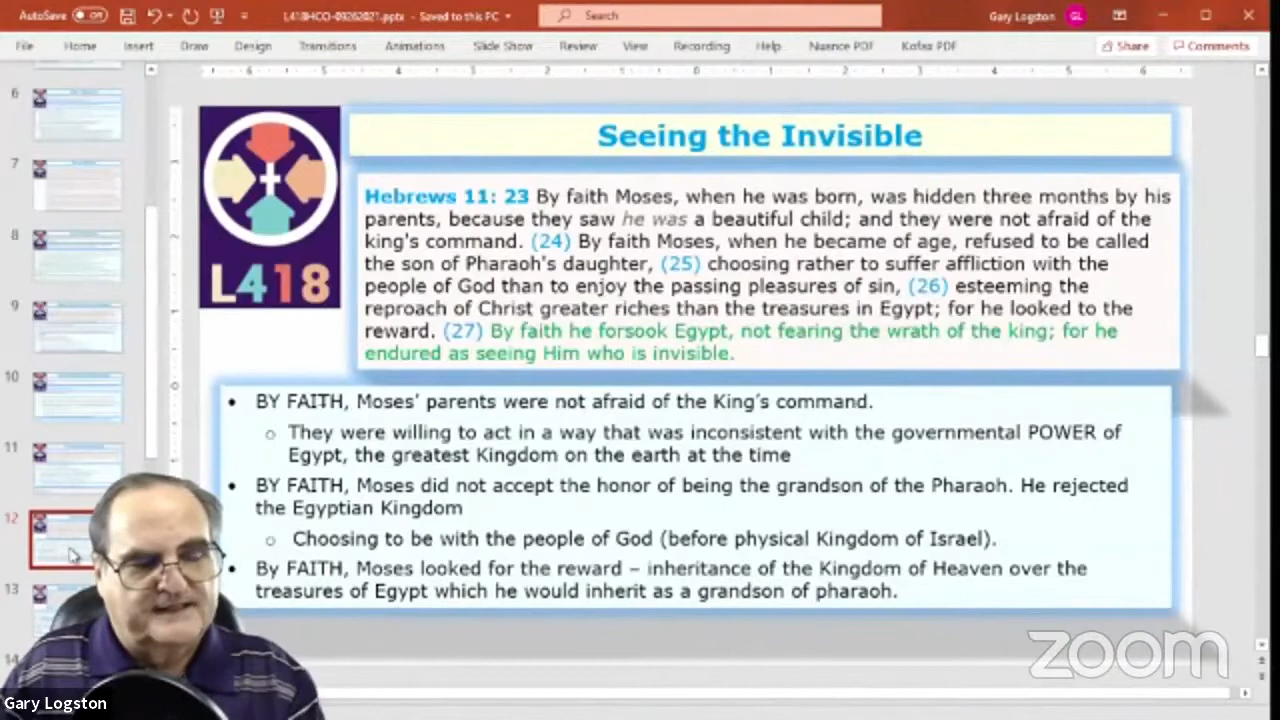 AutoSave Off L418HCO-09262021.pptx - Saved to this PC Search Gary Logston GL
File Home Insert Draw Design Transitions Animations Slide Show Review View Recording Help Nuance PDF Kofax PDF Share Comments
6 5 4 3 2 1 0 1 2 3 4 5 6
6
7
8
9
10
11
12
13
14
L418
Seeing the Invisible
Hebrews 11: 23 By faith Moses, when he was born, was hidden three months by his
parents, because they saw he was a beautiful child; and they were not afraid of the
king's command. (24) By faith Moses, when he became of age, refused to be called
the son of Pharaoh's daughter, (25) choosing rather to suffer affliction with the
people of God than to enjoy the passing pleasures of sin, (26) esteeming the
reproach of Christ greater riches than the treasures in Egypt; for he looked to the
reward. (27) By faith he forsook Egypt, not fearing the wrath of the king; for he
endured as seeing Him who is invisible.
• BY FAITH, Moses' parents were not afraid of the King's command.
o They were willing to act in a way that was inconsistent with the governmental POWER of
Egypt, the greatest Kingdom on the earth at the time
• BY FAITH, Moses did not accept the honor of being the grandson of the Pharaoh. He rejected
the Egyptian Kingdom
o Choosing to be with the people of God (before physical Kingdom of Israel).
• By FAITH, Moses looked for the reward – inheritance of the Kingdom of Heaven over the
treasures of Egypt which he would inherit as a grandson of pharaoh.
zoom
Gary Logston